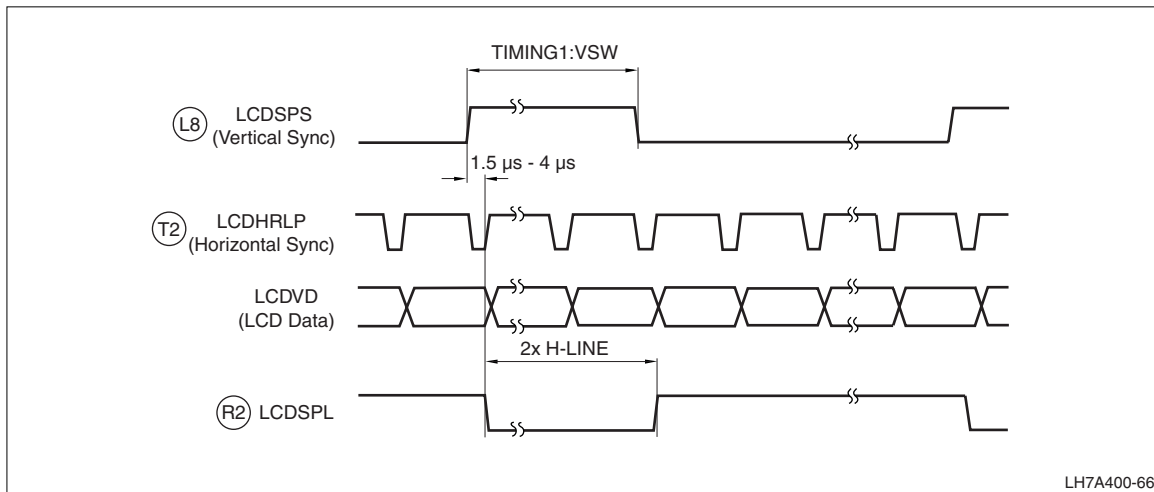 TIMING1:VSW
L8
LCDSPS
(Vertical Sync)
1.5 µs - 4 µs
T2
LCDHRLP
(Horizontal Sync)
LCDVD
(LCD Data)
2x H-LINE
R2
LCDSPL
LH7A400-66